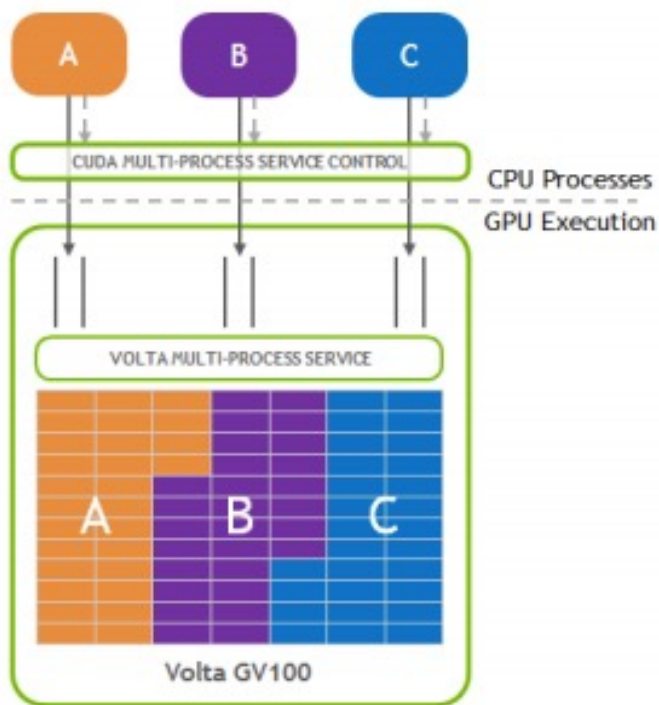 A
B
C
CUDA MULTI-PROCESS SERVICE CONTROL
CPU Processes
GPU Execution
VOLTA MULTI-PROCESS SERVICE
A
B
C
Volta GV100